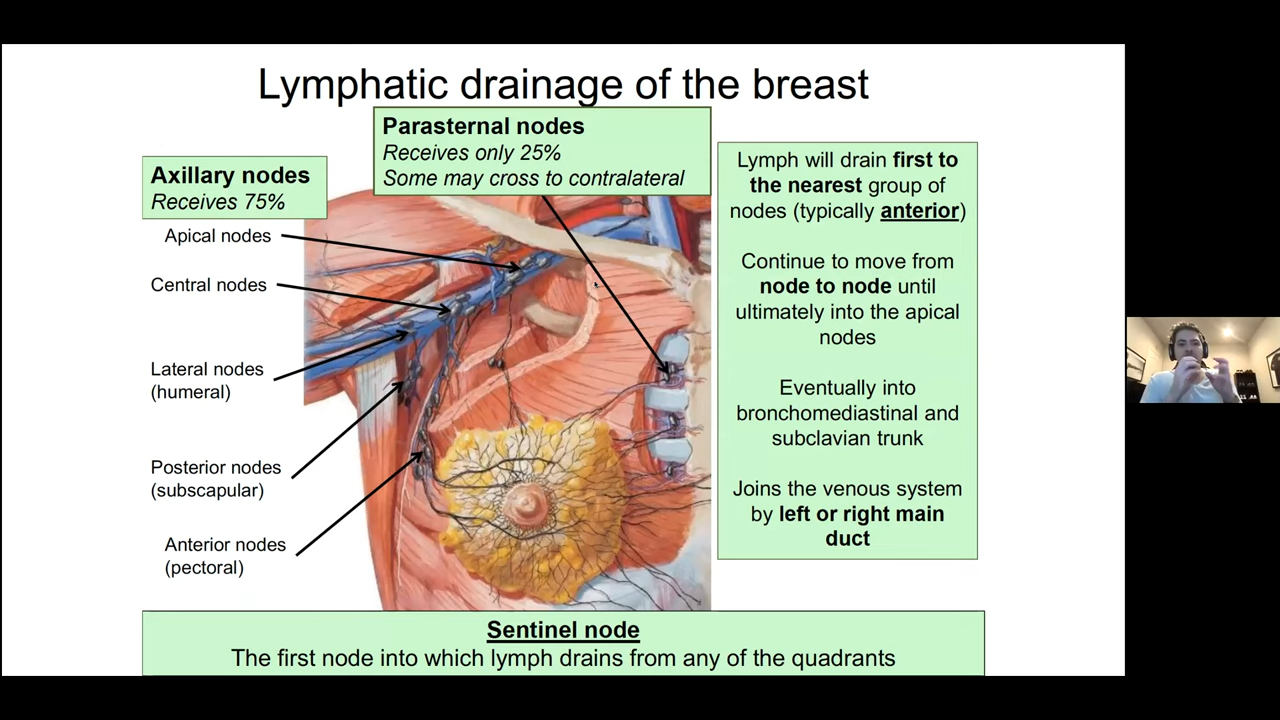 Lymphatic drainage of the breast
Parasternal nodes
Receives only 25%
Some may cross to contralateral
Axillary nodes
Receives 75%
Apical nodes
Central nodes
Lateral nodes
(humeral)
Posterior nodes
(subscapular)
Anterior nodes
(pectoral)
Lymph will drain first to
the nearest group of
nodes (typically anterior)
Continue to move from
node to node until
ultimately into the apical
nodes
Eventually into
bronchomediastinal and
subclavian trunk
Joins the venous system
by left or right main
duct
Sentinel node
The first node into which lymph drains from any of the quadrants